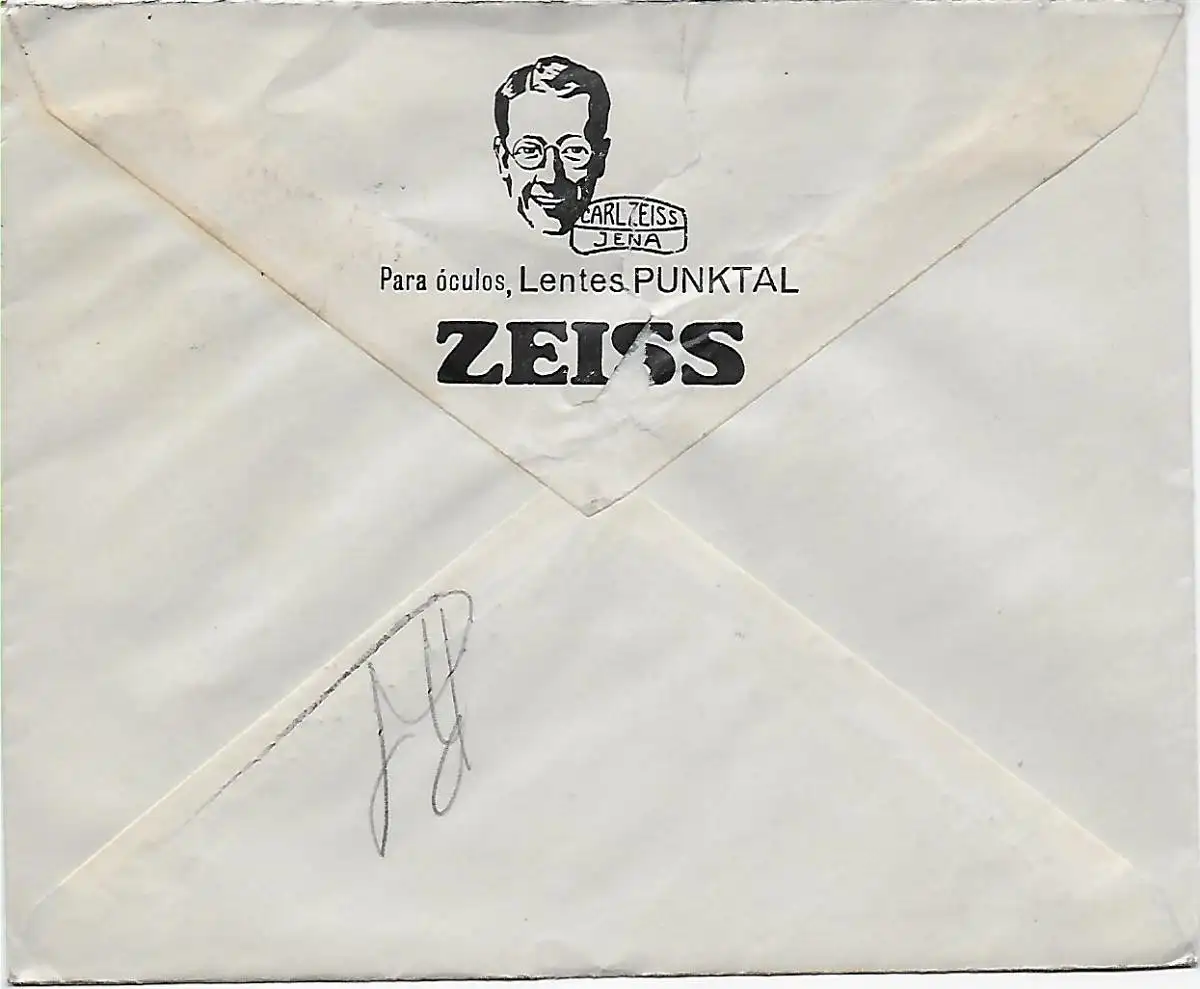 CARL ZEISS
JENA
Para óculos, Lentes PUNKTAL
ZEISS